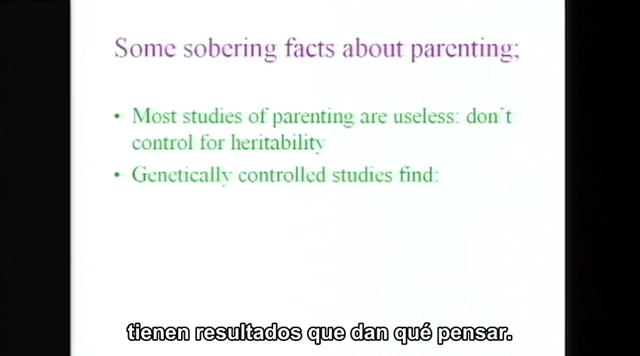 Some sobering facts about parenting;
• Most studies of parenting are useless: don't
control for heritability
• Genetically controlled studies find:
tienen resultados que dan qué pensar.